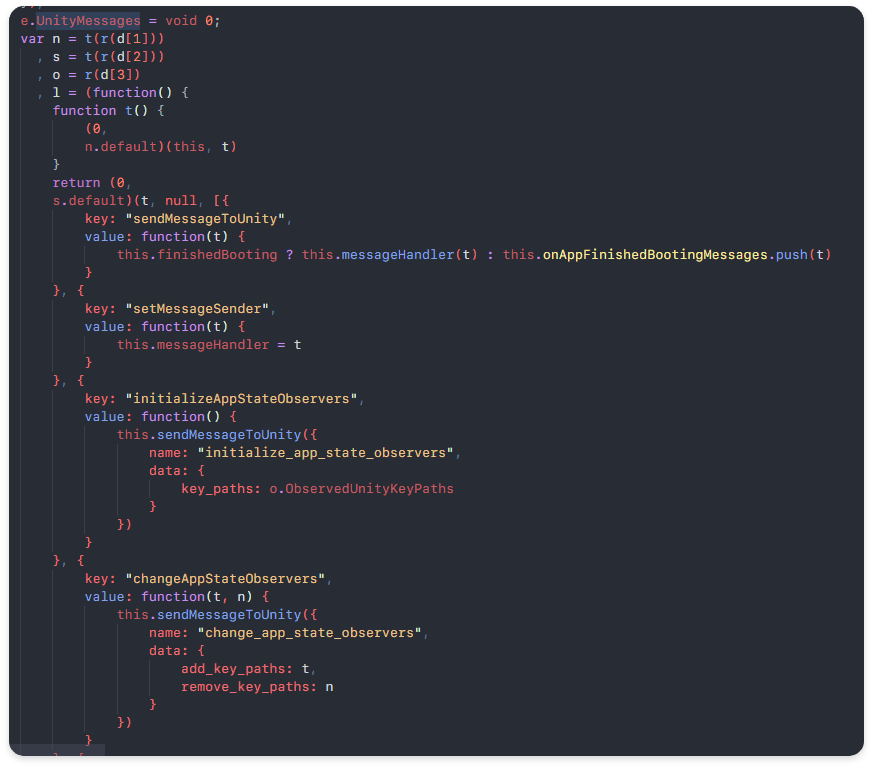 e.UnityMessages = void 0;
var n = t(r(d[1]))
, s = t(r(d[2]))
, o = r(d[3])
, l = (function() {
function t() {
(0,
n.default)(this, t)
}
return (0,
s.default)(t, null, [{
key: "sendMessageToUnity",
value: function(t) {
this.finishedBooting ? this.messageHandler(t) : this.onAppFinishedBootingMessages.push(t)
}
}, {
key: "setMessageSender",
value: function(t) {
this.messageHandler = t
}
}, {
key: "initializeAppStateObservers",
value: function() {
this.sendMessageToUnity({
name: "initialize_app_state_observers",
data: {
key_paths: o.ObservedUnityKeyPaths
}
})
}
}, {
key: "changeAppStateObservers",
value: function(t, n) {
this.sendMessageToUnity({
name: "change_app_state_observers",
data: {
add_key_paths: t,
remove_key_paths: n
}
})
}